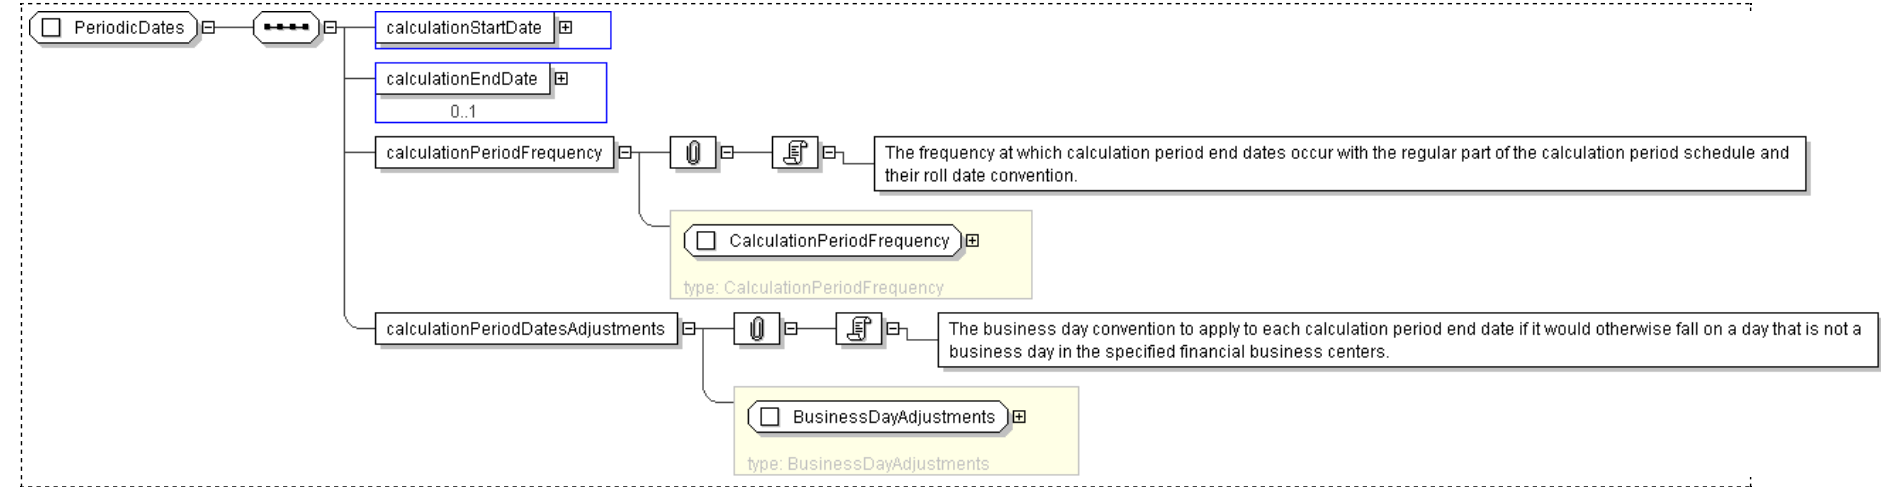 PeriodicDates
calculationStartDate
calculationEndDate
0..1
calculationPeriodFrequency
The frequency at which calculation period end dates occur with the regular part of the calculation period schedule and
their roll date convention.
CalculationPeriodFrequency
type: CalculationPeriodFrequency
calculationPeriodDatesAdjustments
The business day convention to apply to each calculation period end date if it would otherwise fall on a day that is not a
business day in the specified financial business centers.
BusinessDayAdjustments
type: BusinessDayAdjustments